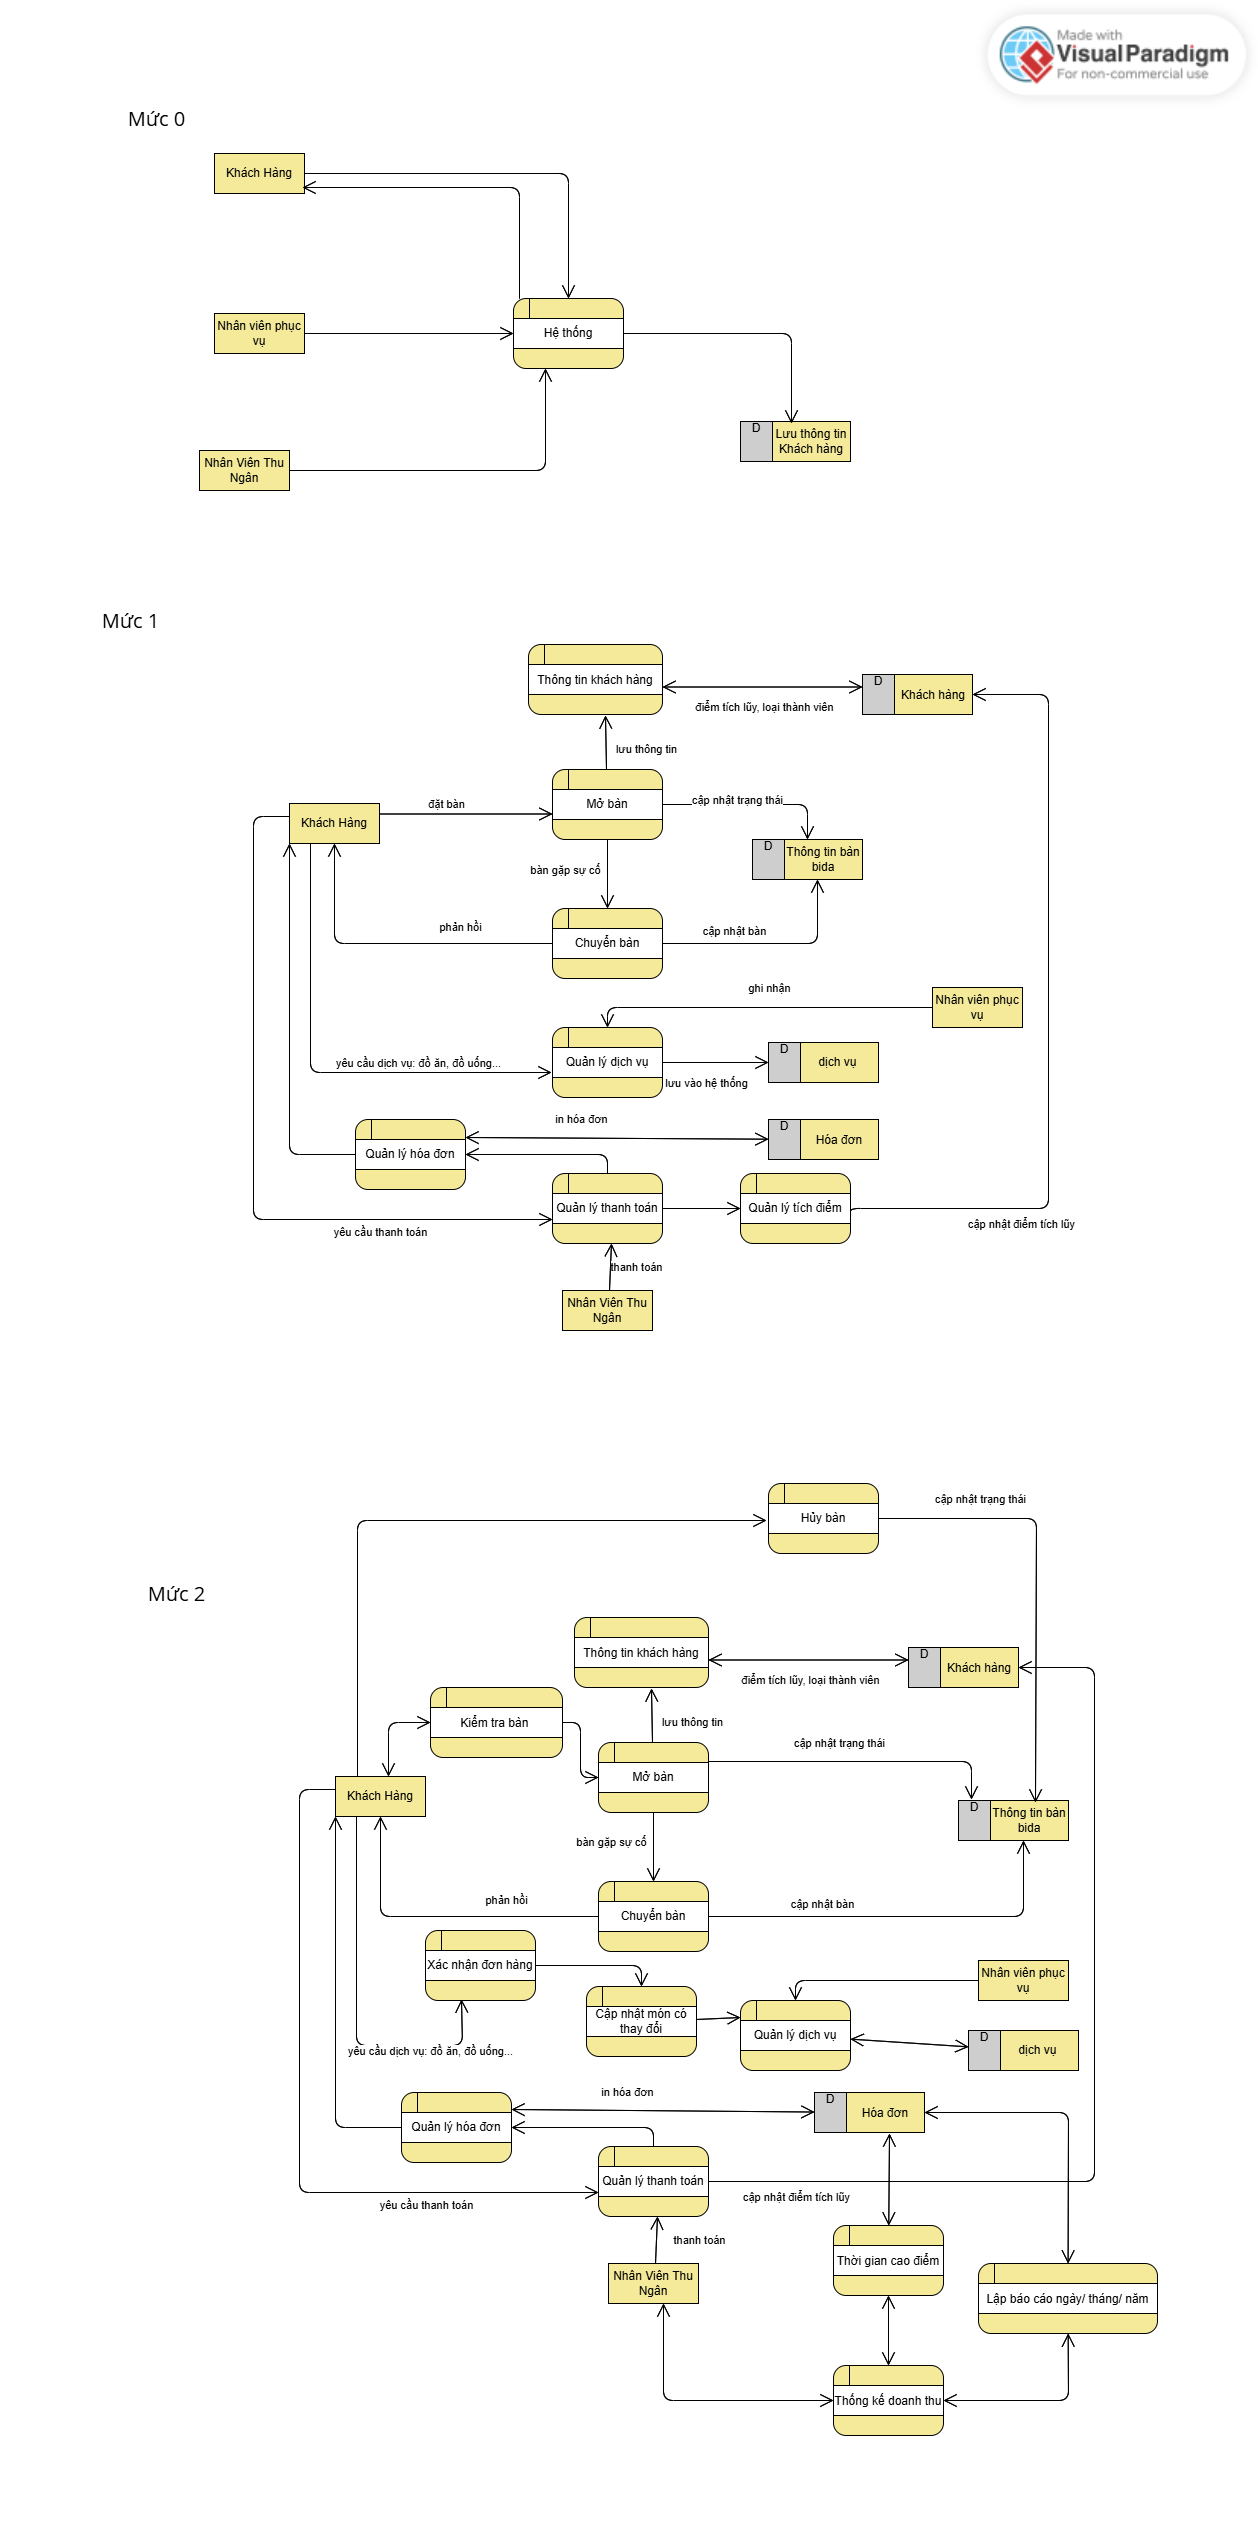 Made with
Visual Paradigm
For non-commercial use
Mức 0
Khách Hàng
Nhân viên phục
vụ
Hệ thống
D
Lưu thông tin
Khách hàng
Nhân Viên Thu
Ngân
Mức 1
Thông tin khách hàng
D
Khách hàng
điểm tích lũy, loại thành viên
lưu thông tin
Mở bàn
cập nhật trạng thái
đặt bàn
Khách Hàng
D
Thông tin bàn
bida
bàn gặp sự cố
phản hồi
Chuyển bàn
cập nhật bàn
ghi nhận
Nhân viên phục
vụ
Quản lý dịch vụ
D
dịch vụ
yêu cầu dịch vụ: đồ ăn, đồ uống...
lưu vào hệ thống
in hóa đơn
D
Hóa đơn
Quản lý hóa đơn
Quản lý thanh toán
Quản lý tích điểm
yêu cầu thanh toán
cập nhật điểm tích lũy
thanh toán
Nhân Viên Thu
Ngân
Hủy bàn
cập nhật trạng thái
Mức 2
Thông tin khách hàng
D
Khách hàng
điểm tích lũy, loại thành viên
Kiểm tra bàn
lưu thông tin
cập nhật trạng thái
Mở bàn
Khách Hàng
D
Thông tin bàn
bida
bàn gặp sự cố
phản hồi
Chuyển bàn
cập nhật bàn
Xác nhận đơn hàng
Nhân viên phục
vụ
Cập nhật món có
thay đổi
Quản lý dịch vụ
D
dịch vụ
yêu cầu dịch vụ: đồ ăn, đồ uống...
in hóa đơn
D
Hóa đơn
Quản lý hóa đơn
Quản lý thanh toán
cập nhật điểm tích lũy
yêu cầu thanh toán
thanh toán
Thời gian cao điểm
Nhân Viên Thu
Ngân
Lập báo cáo ngày/ tháng/ năm
Thống kế doanh thu